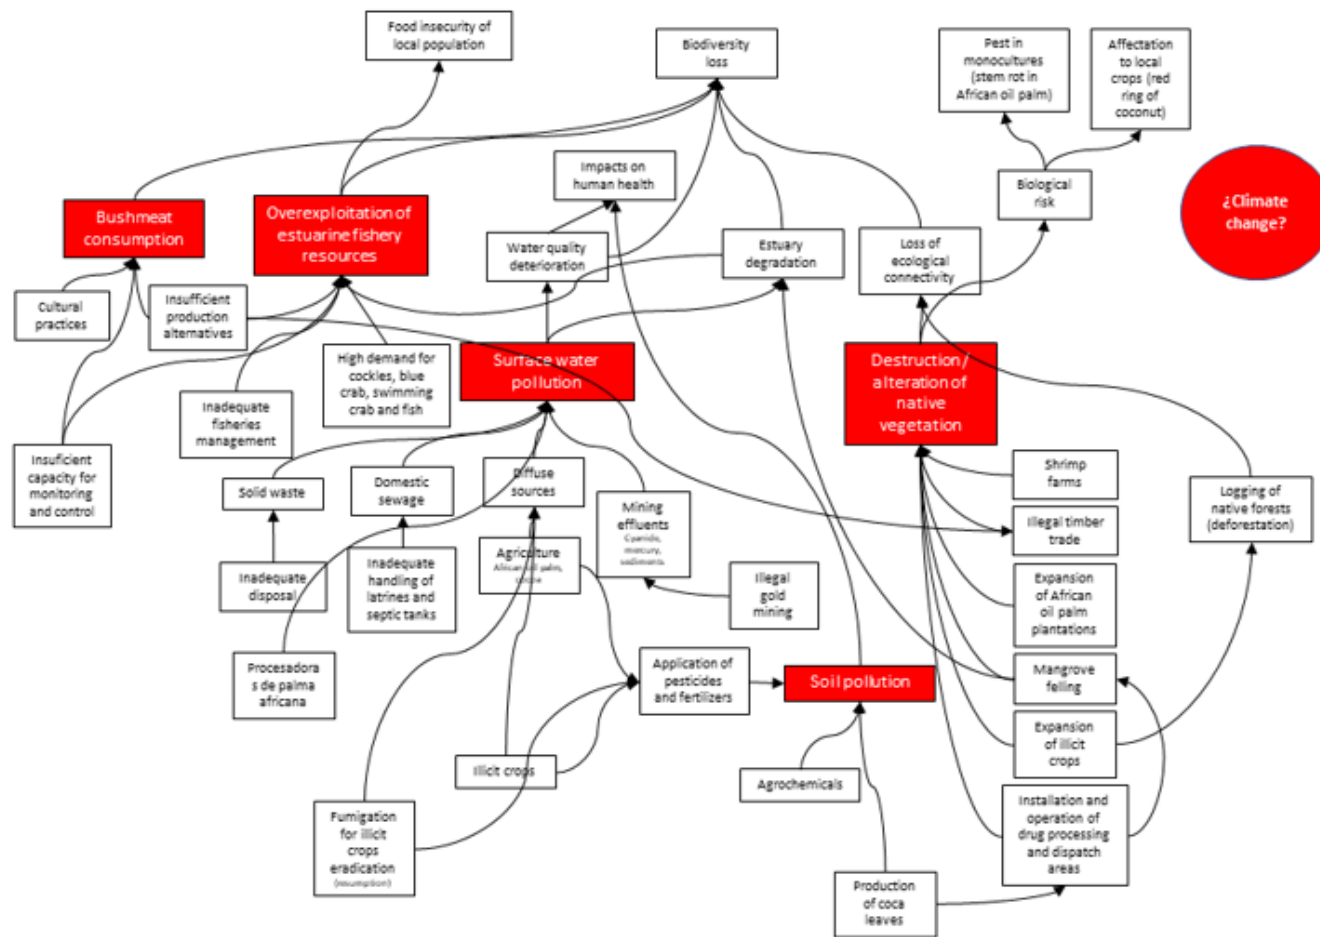 Food insecurity of
local population
Biodiversity
loss
Pest in
monocultures
(stem rot in
African oil palm)
Affectation
to local
crops (red
ring of
coconut)
Impacts on
human health
¿Climate
change?
Biological
risk
Bushmeat
consumption
Overexploitation of
estuarine fishery
resources
Water quality
deterioration
Estuary
degradation
Loss of
ecological
connectivity
Cultural
practices
Insufficient
production
alternatives
High demand for
cockles, blue
crab, swimming
crab and fish
Surface water
pollution
Destruction/
alteration of
native
vegetation
Inadequate
fisheries
management
Insuficient
capacity for
monitoring
and control
Solid waste
Domestic
sewage
Diffuse
sources
Mining
effluents
Cyanide,
mercury,
sediments
Shrimp
farms
Illegal timber
trade
Logging of
native forests
(deforestation)
Agriculture
African oil palm,
Inadequate
disposal
Inadequate
handling of
latrines and
septic tanks
Illegal
gold
mining
Expansion
of African
oil palm
plantations
Procesadora
s de palma
africana
Application of
pesticides
and fertilizers
Soil pollution
Mangrove
felling
Expansion
of illicit
crops
Illicit crops
Agrochemicals
Fumigation
for illicit
crops
eradication
(resumption)
Installation and
operation of
drug processing
and dispatch
areas
Production
of coca
leaves